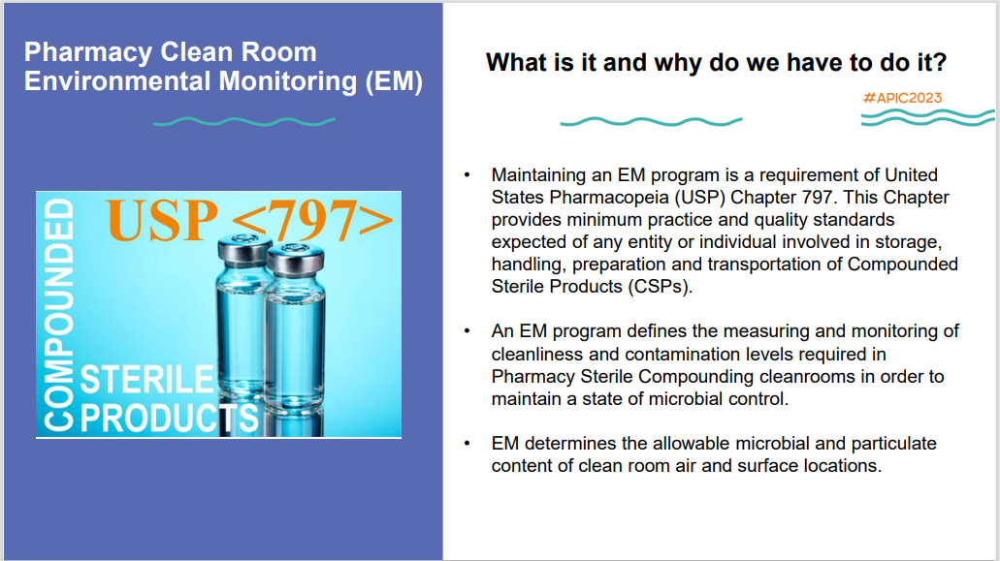 Pharmacy Clean Room
Environmental Monitoring (EM)
USP <797>
COMPOUNDED
STERILE
PRODUCTS
What is it and why do we have to do it?
#APIC2023
• Maintaining an EM program is a requirement of United
States Pharmacopeia (USP) Chapter 797. This Chapter
provides minimum practice and quality standards
expected of any entity or individual involved in storage,
handling, preparation and transportation of Compounded
Sterile Products (CSPs).
• An EM program defines the measuring and monitoring of
cleanliness and contamination levels required in
Pharmacy Sterile Compounding cleanrooms in order to
maintain a state of microbial control.
• EM determines the allowable microbial and particulate
content of clean room air and surface locations.